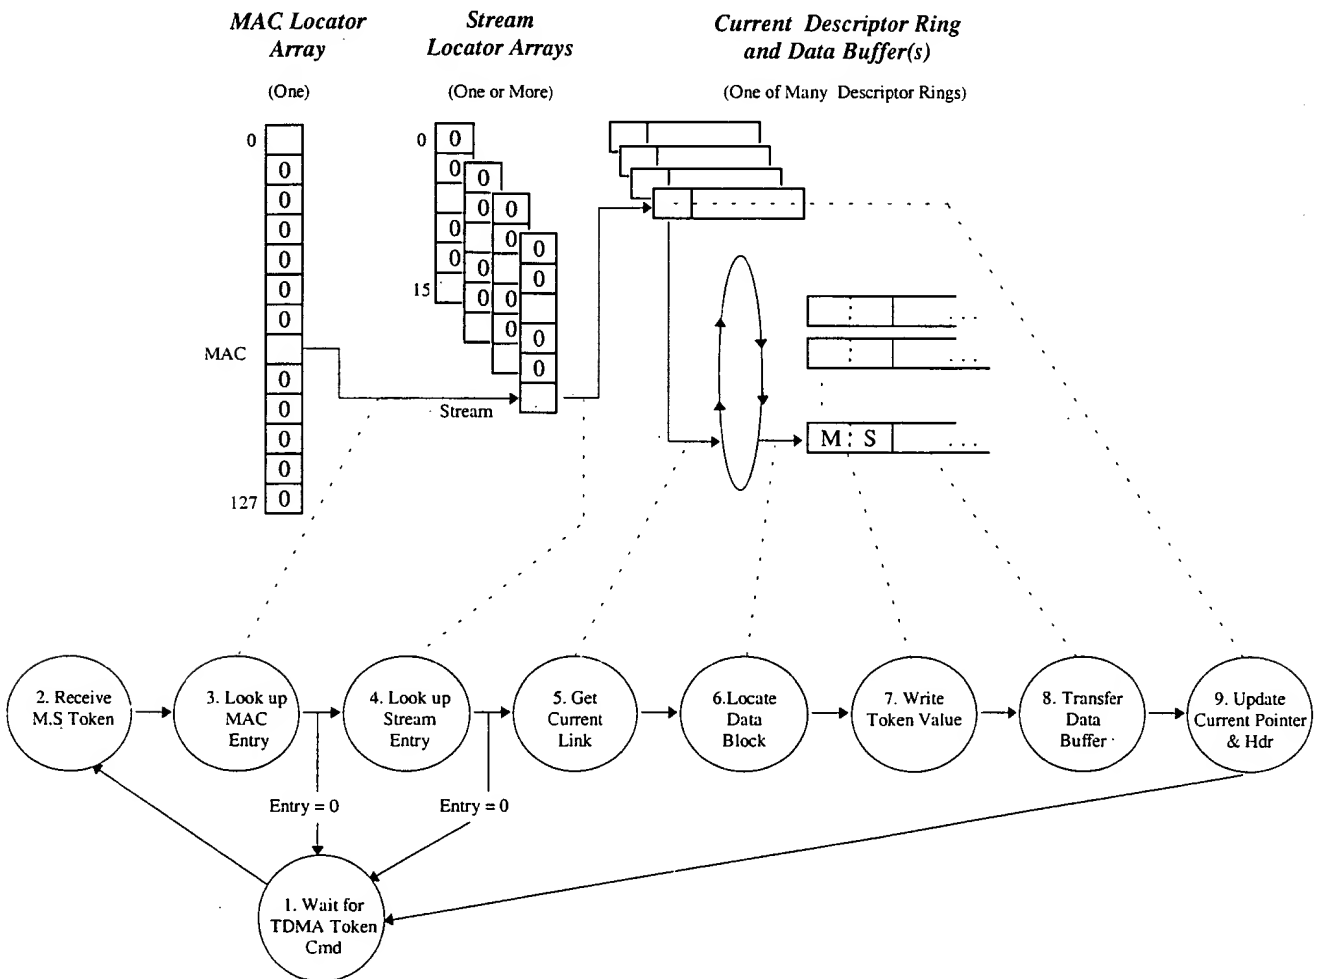 MAC Locator
Array
(One)
Stream
Locator Arrays
(One or More)
Current Descriptor Ring
and Data Buffer(s)
(One of Many Descriptor Rings)
0
0
0
0
0
0
0
MAC
0
0
0
0
127
0
0
0
0
0
0
15
0
0
0
0
0
0
0
0
0
0
0
0
Stream
M S
...
...
...
2. Receive
M.S Token
3. Look up
MAC
Entry
4. Look up
Stream
Entry
5. Get
Current
Link
6.Locate
Data
Block
7. Write
Token Value
8. Transfer
Data
Buffer
9. Update
Current Pointer
& Hdr
Entry = 0
Entry = 0
1. Wait for
TDMA Token
Cmd